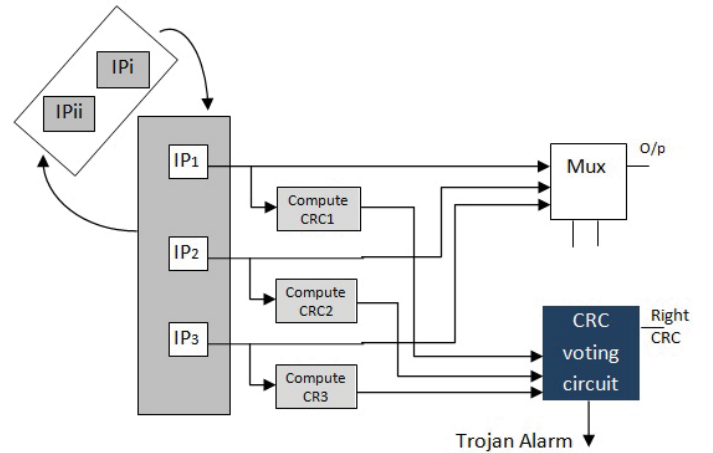 IPi
IPii
IP1
Mux
O/p
Compute
CRC1
IP2
Compute
CRC2
IP3
Compute
CR3
CRC
voting
circuit
Right
CRC
Trojan Alarm